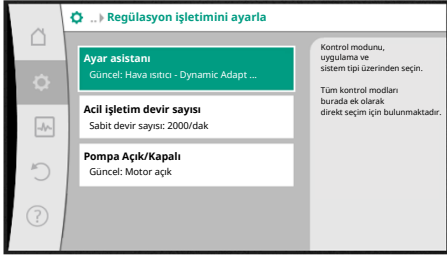 .. Regülasyon işletimini ayarla
Ayar asistanı
Güncel: Hava ısıtıcı - Dynamic Adapt ...
Acil işletim devir sayısı
Sabit devir sayısı: 2000/dak
Pompa Açık/Kapalı
Güncel: Motor açık
Kontrol modunu,
uygulama ve
sistem tipi üzerinden seçin.
Tüm kontrol modları
burada ek olarak
direkt seçim için bulunmaktadır.
?